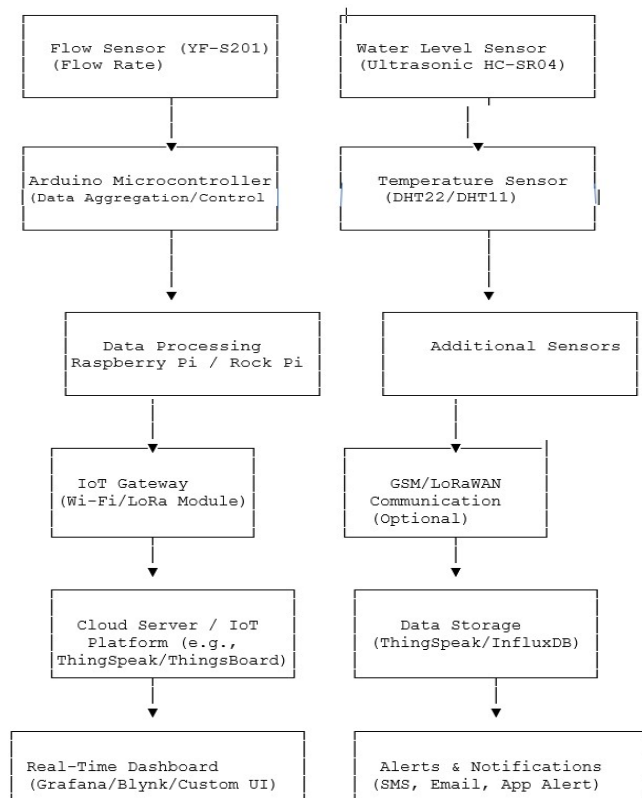 Flow Sensor (YF-S201)
(Flow Rate)
Water Level Sensor
(Ultrasonic HC-SR04)
Arduino Microcontroller
(Data Aggregation/Control
Temperature Sensor
(DHT22/DHT11)
Data Processing
Raspberry Pi / Rock Pi
Additional Sensors
IoT Gateway
(Wi-Fi/LoRa Module)
GSM/LoRaWAN
Communication
(Optional)
Cloud Server / IoT
Platform (e.g.,
ThingSpeak/ThingsBoard)
Data Storage
(ThingSpeak/InfluxDB)
Real-Time Dashboard
(Grafana/Blynk/Custom UI)
Alerts & Notifications
(SMS, Email, App Alert)